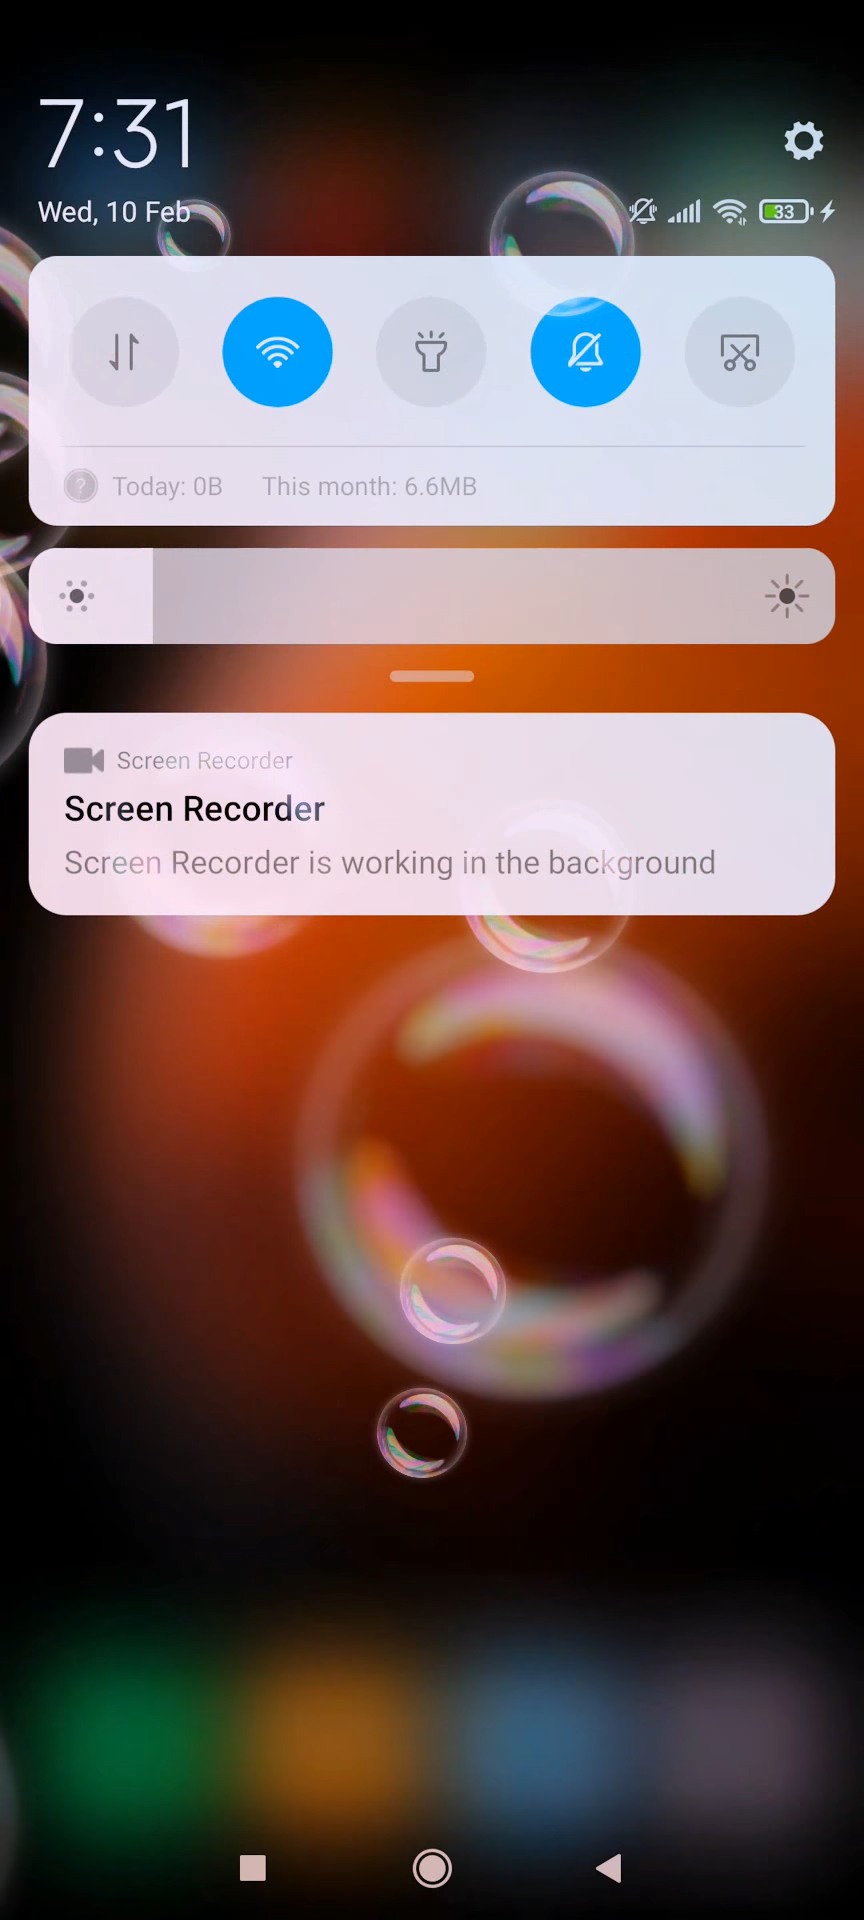 7:31
Wed, 10 Feb
33
Today: 0B This month: 6.6MB
Screen Recorder
Screen Recorder
Screen Recorder is working in the background